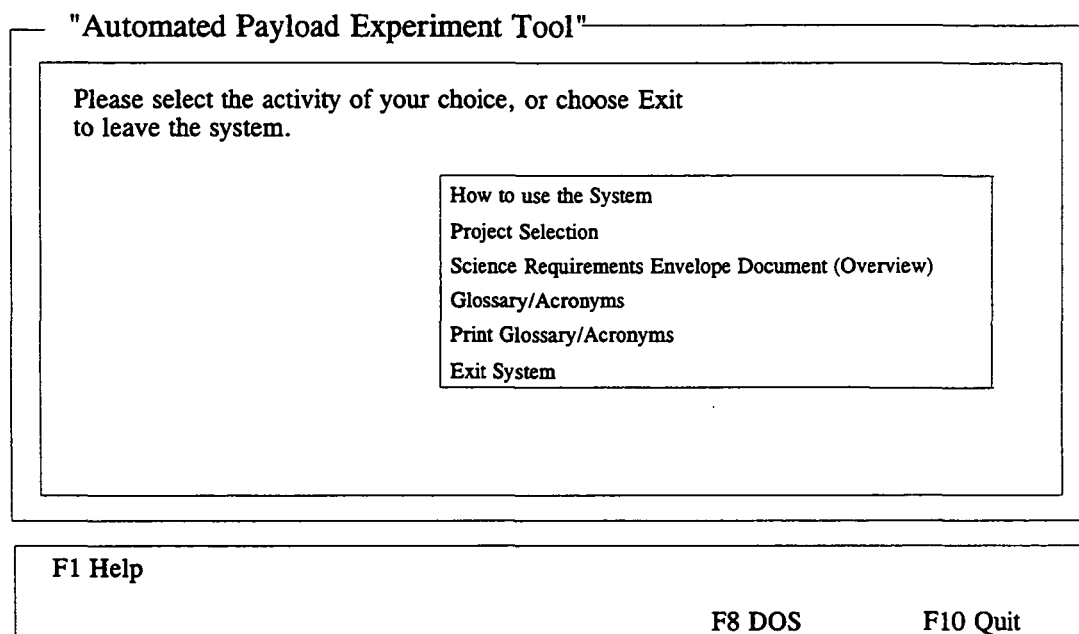 "Automated Payload Experiment Tool"
Please select the activity of your choice, or choose Exit
to leave the system.
How to use the System
Project Selection
Science Requirements Envelope Document (Overview)
Glossary/Acronyms
Print Glossary/Acronyms
Exit System
F1 Help
F8 DOS F10 Quit